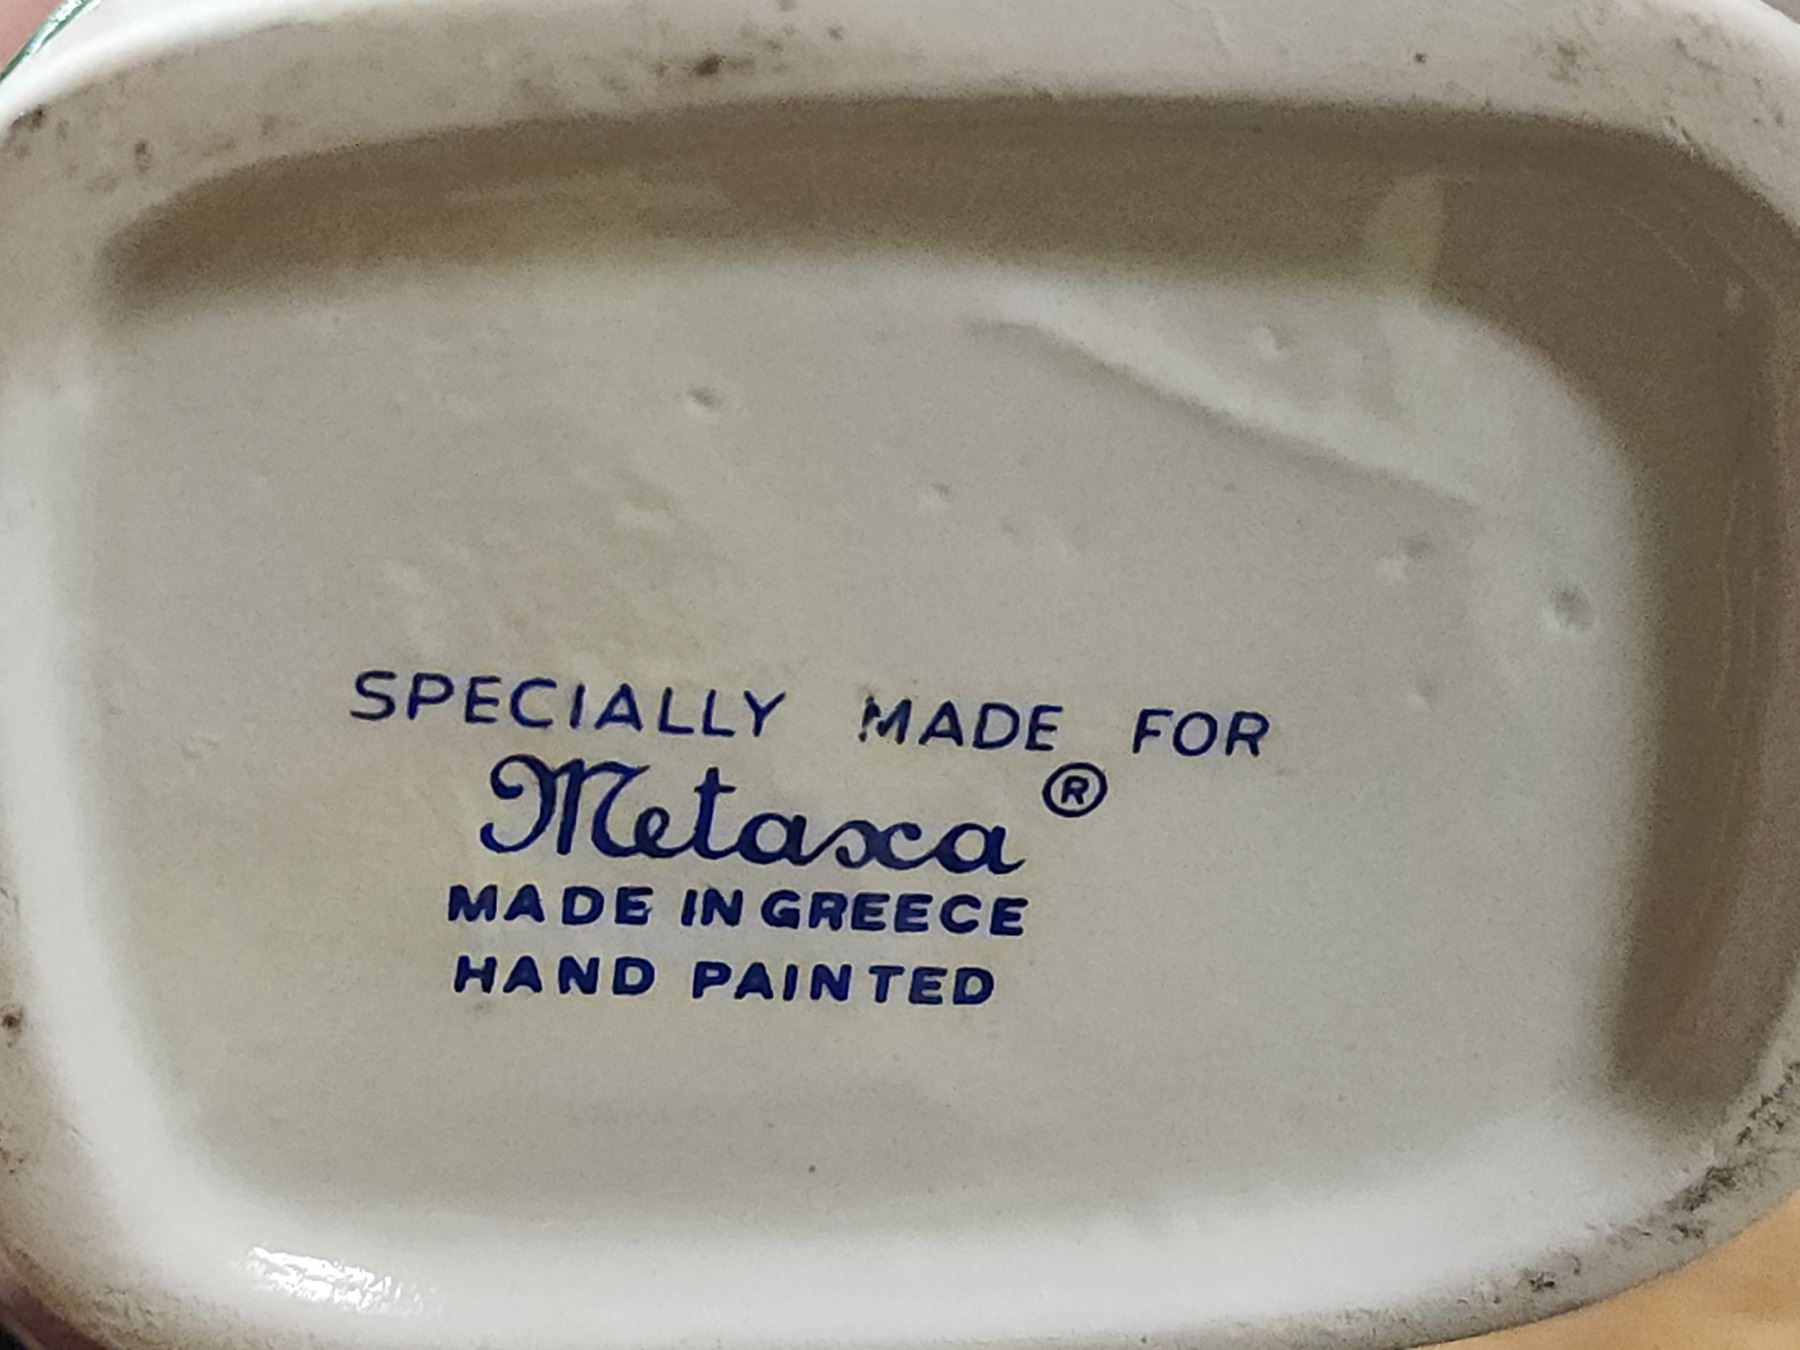 SPECIALLY MADE FOR
Metaxa ®
MADE IN GREECE
HAND PAINTED